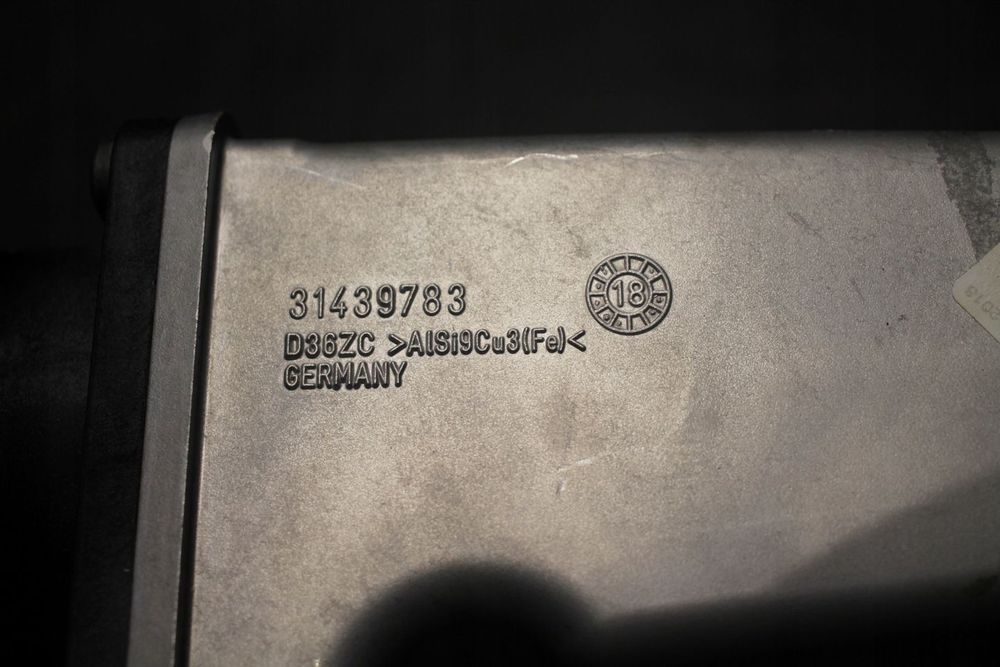 31439783
18
D36ZC >AlSi9Cu3(Fe)<
GERMANY